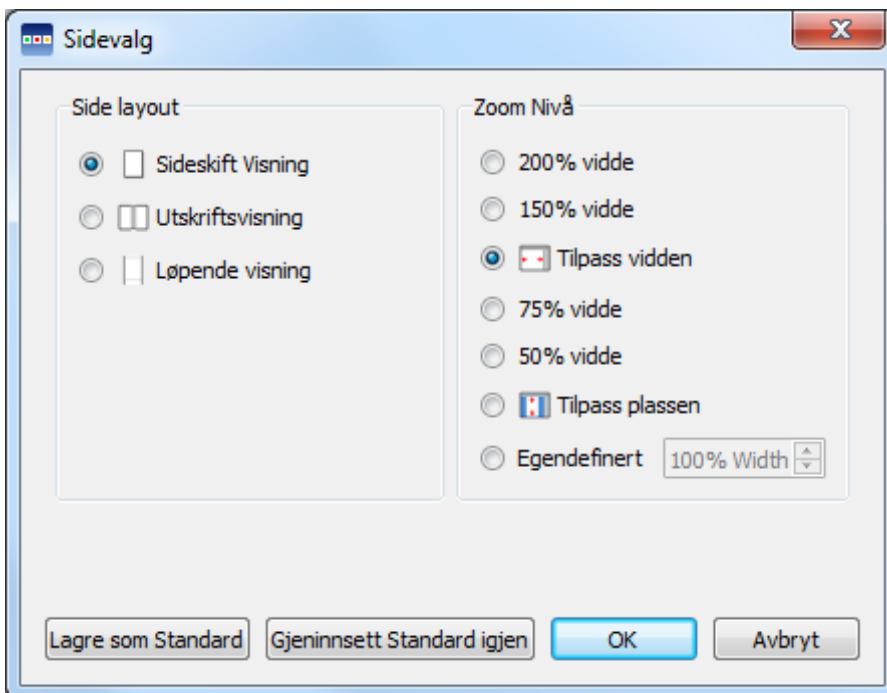 Sidevalg
Side layout
Sideskift Visning
Utskriftsvisning
Løpende visning
Zoom Nivå
200% vidde
150% vidde
Tilpass vidden
75% vidde
50% vidde
Tilpass plassen
Egendefinert 100% Width
Lagre som Standard Gjeninnsett Standard igjen OK Avbryt